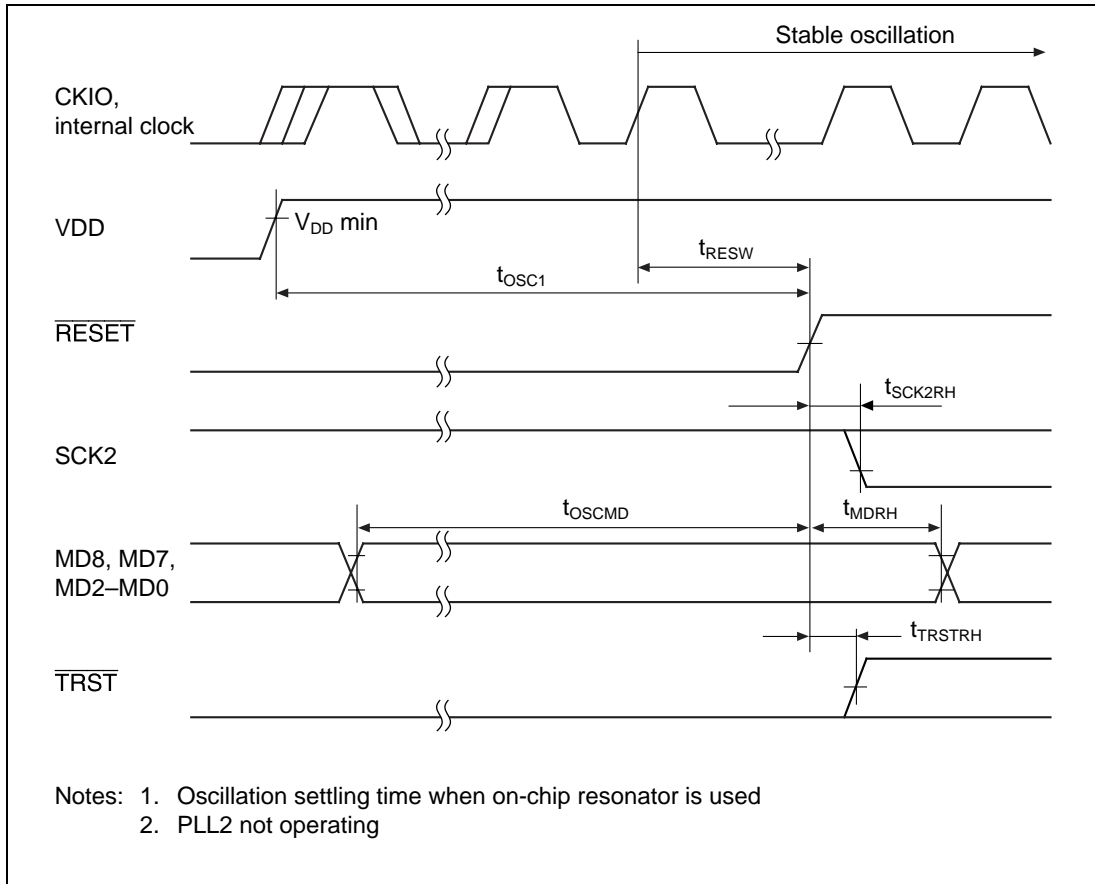 Stable oscillation
CKIO,
internal clock
VDD
VDD min
tRESW
tOSC1
RESET
tSCK2RH
SCK2
tOSCMD
tMDRH
MD8, MD7,
MD2–MD0
tTRSTRH
TRST
Notes: 1. Oscillation settling time when on-chip resonator is used
2. PLL2 not operating